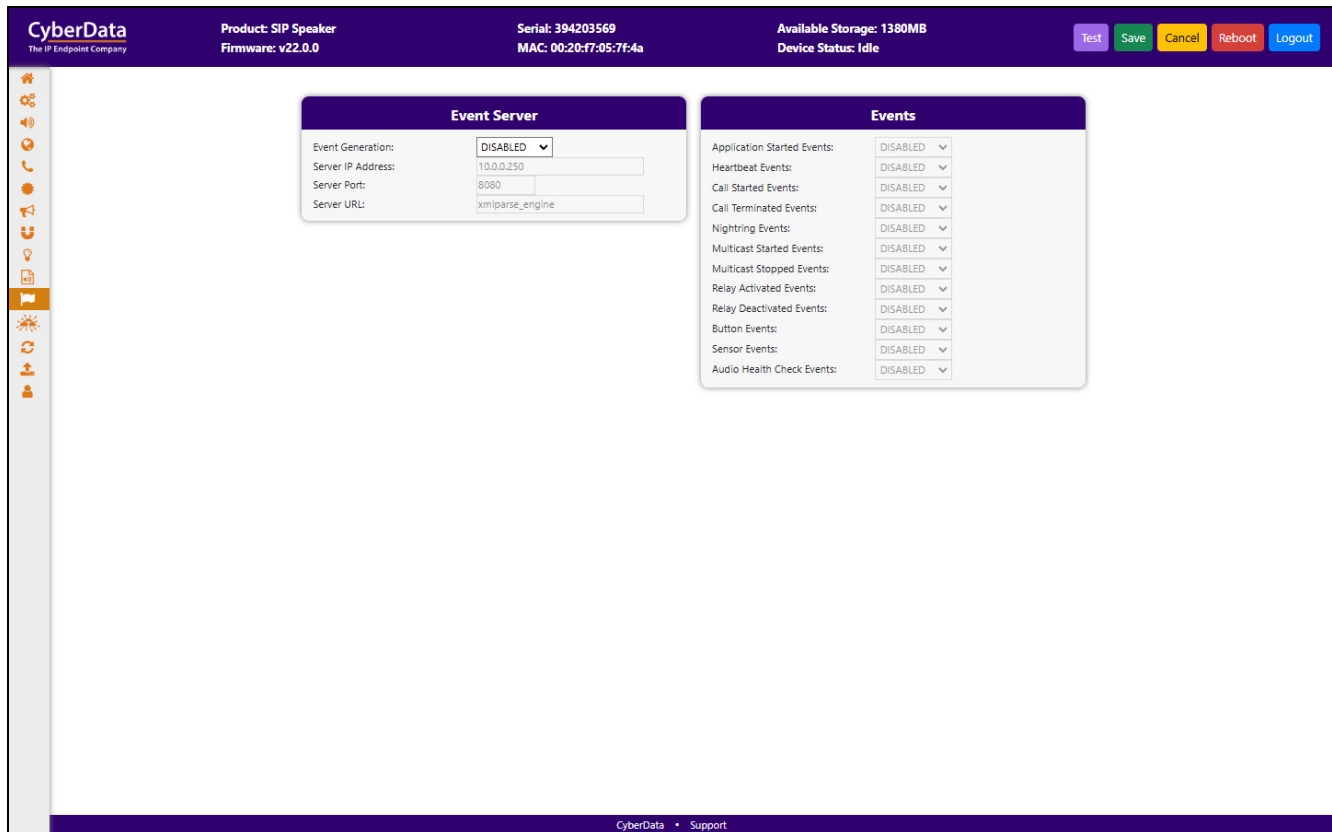 CyberData
The IP Endpoint Company
Product: SIP Speaker
Firmware: v22.0.0
Serial: 394203569
MAC: 00:20:f7:05:7f:4a
Available Storage: 1380MB
Device Status: Idle
Test
Save
Cancel
Reboot
Logout
Event Server
Event Generation: DISABLED
Server IP Address: 10.0.0.250
Server Port: 8080
Server URL: xmlparse_engine
Events
Application Started Events: DISABLED
Heartbeat Events: DISABLED
Call Started Events: DISABLED
Call Terminated Events: DISABLED
Nightring Events: DISABLED
Multicast Started Events: DISABLED
Multicast Stopped Events: DISABLED
Relay Activated Events: DISABLED
Relay Deactivated Events: DISABLED
Button Events: DISABLED
Sensor Events: DISABLED
Audio Health Check Events: DISABLED
CyberData • Support